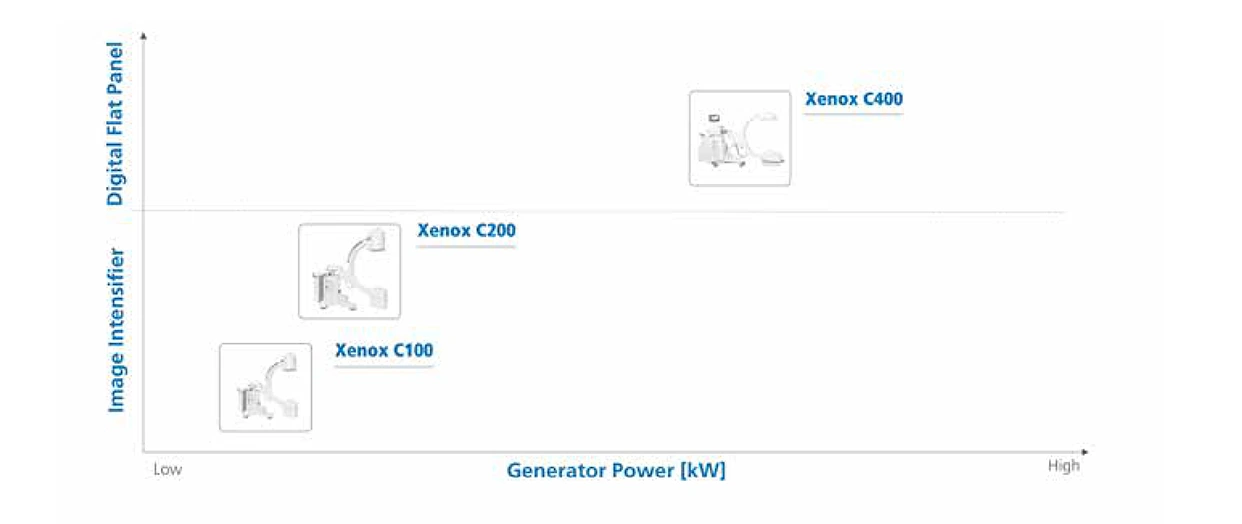 Digital Flat Panel
Xenox C400
Xenox C200
Image Intensifier
Xenox C100
Low
Generator Power [kW]
High